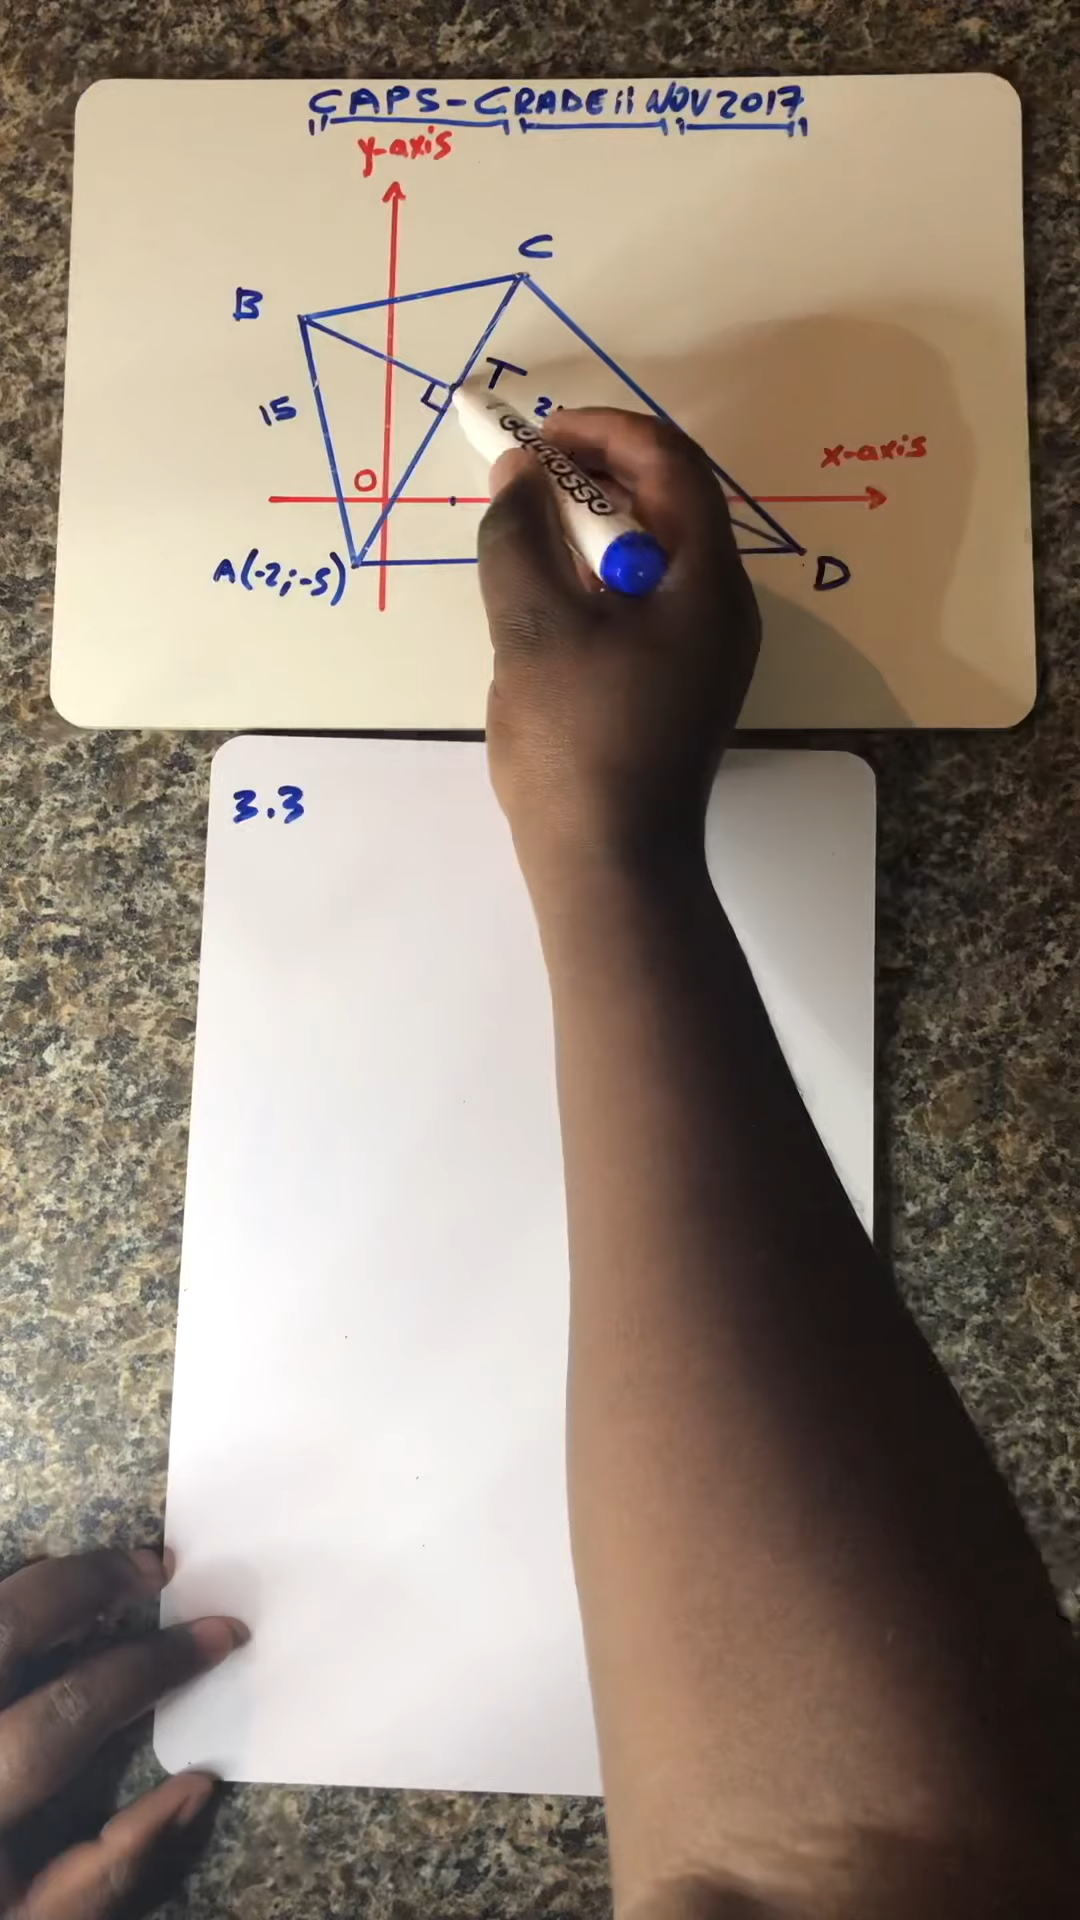 CAPS-GRADE 11 NOV 2017
y-axis
C
B
T
15
x-axis
O
A(-2;-5)
D
3.3